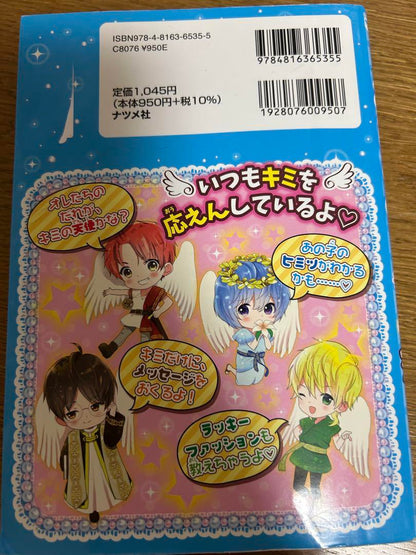 ISBN978-4-8163-6535-5
C8076 ¥950E
定価 1,045円
(本体950円+税10%)
ナツメ社
9784816365355
1928076009507
いつもキミを
応えんしているよ♡
おう
オレたちの
だれが、
キミの天使かな?
あの子の
ヒミツがわかる
かも……♡
キミだけに、
メッセージを
おくるよ!
ラッキー
ファッションも
教えちゃうよ♡